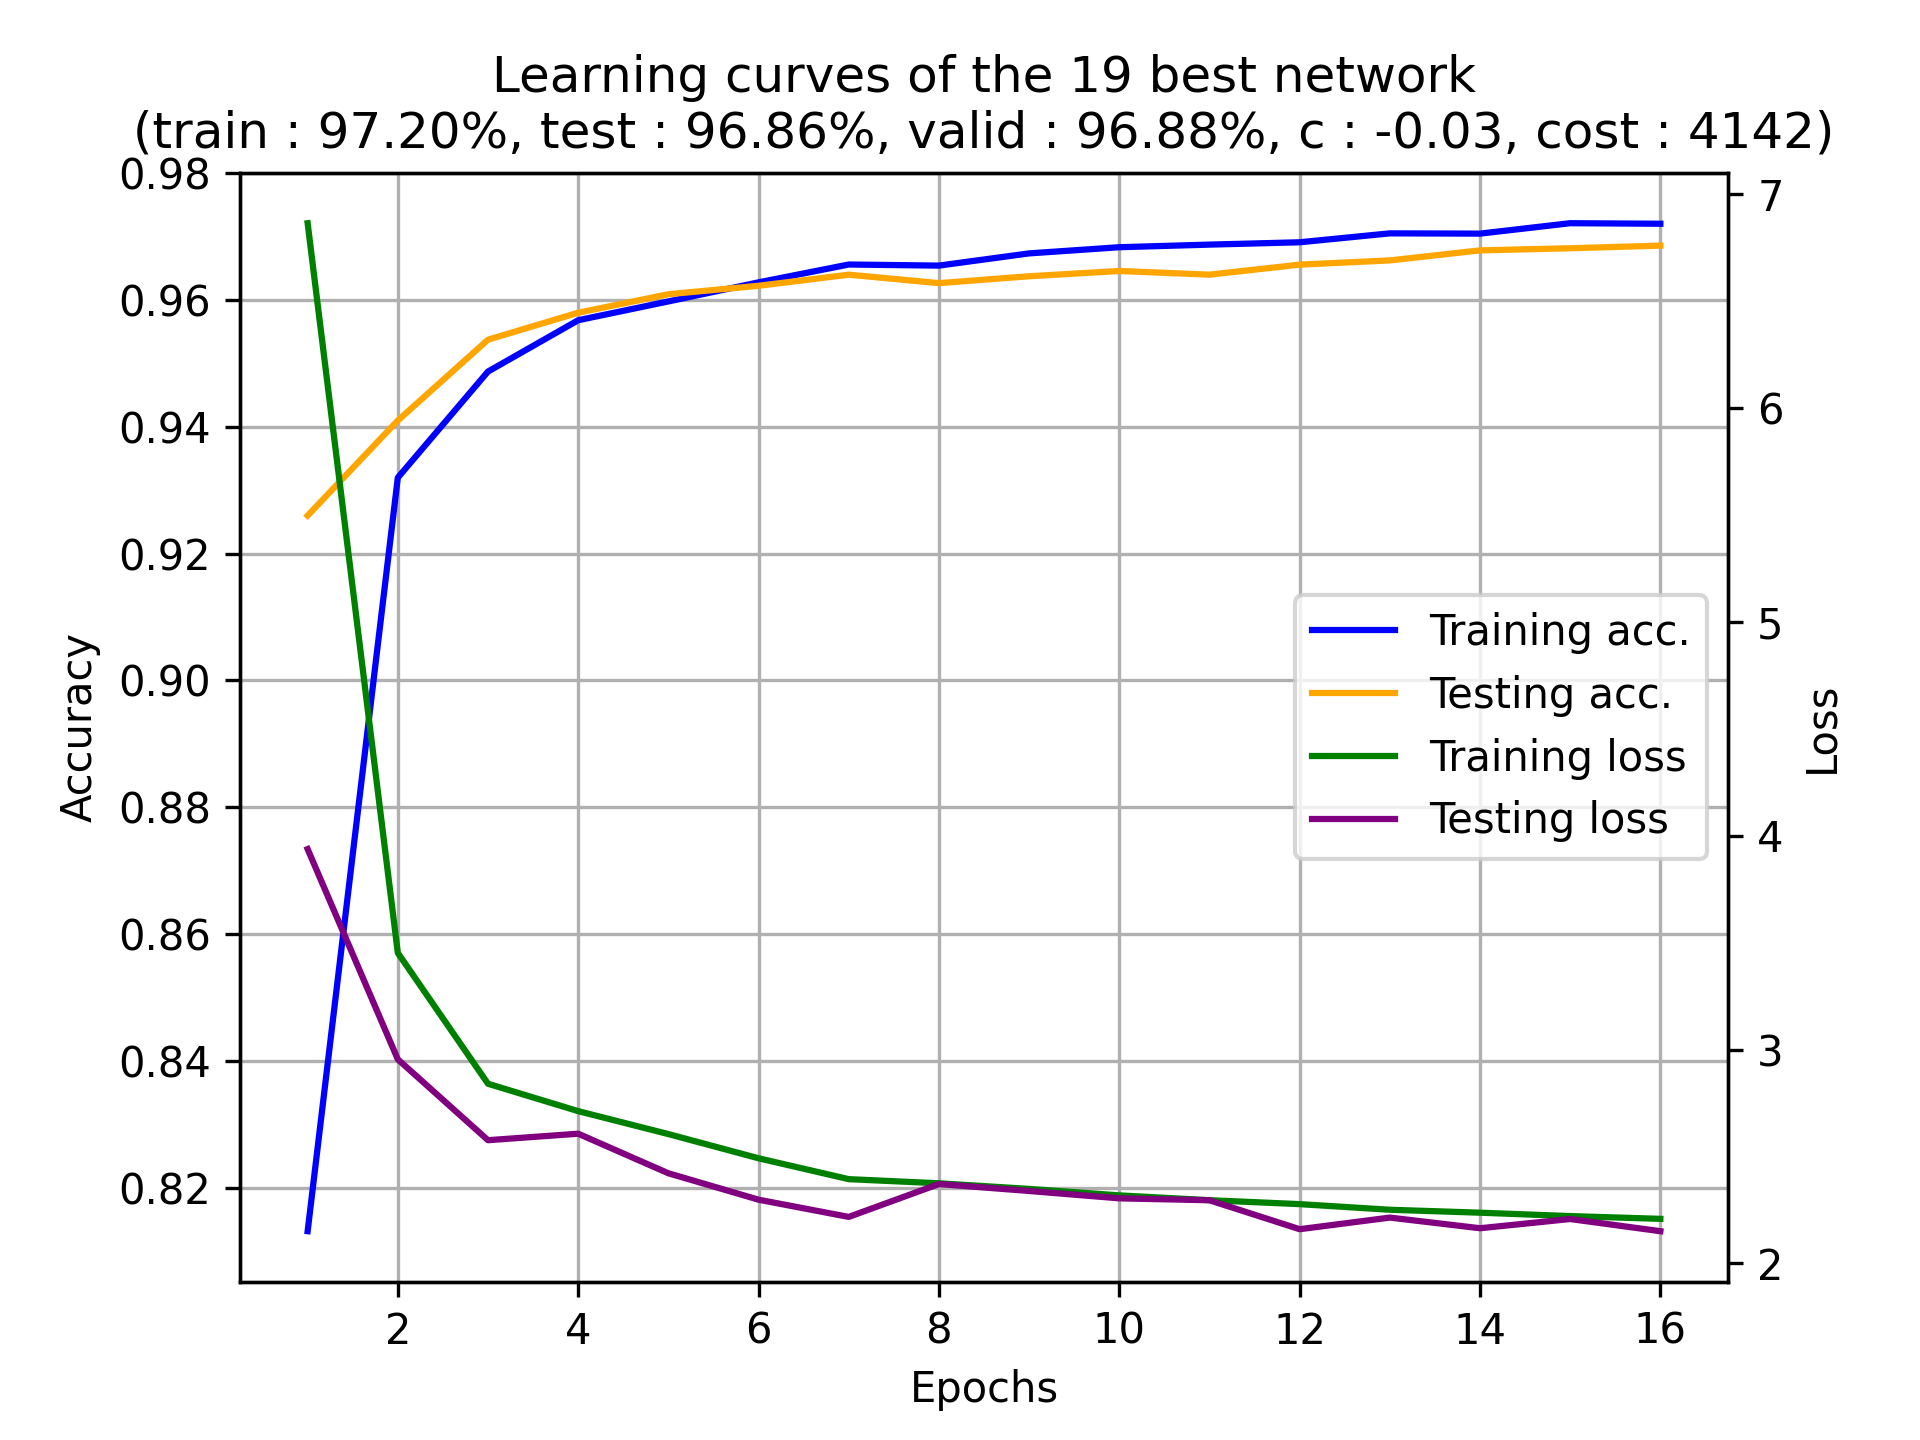 Learning curves of the 19 best network
(train : 97.20%, test : 96.86%, valid : 96.88%, c : -0.03, cost : 4142)
0.98
0.96
0.94
0.92
0.90
0.88
0.86
0.84
0.82
Accuracy
7
6
5
4
3
2
Loss
Training acc.
Testing acc.
Training loss
Testing loss
2 4 6 8 10 12 14 16
Epochs